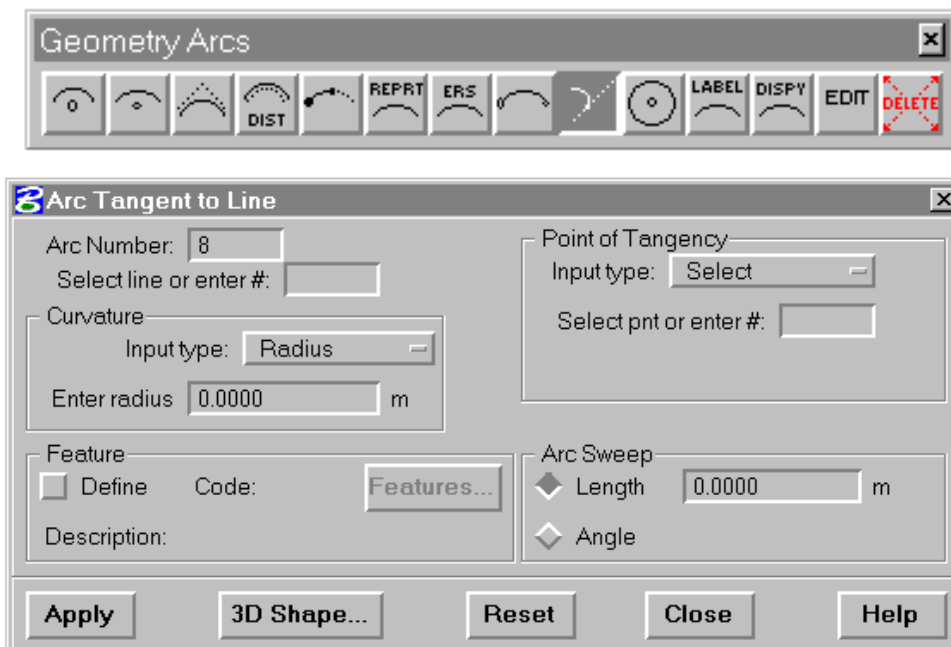 Geometry Arcs
DIST
REPRT
ERS
LABEL
DISPY
EDIT
DELETE
Arc Tangent to Line
Arc Number: 8
Select line or enter #:
Curvature
Input type: Radius
Enter radius 0.0000 m
Point of Tangency
Input type: Select
Select pnt or enter #:
Feature
Define Code: Features...
Description:
Arc Sweep
Length 0.0000 m
Angle
Apply 3D Shape... Reset Close Help